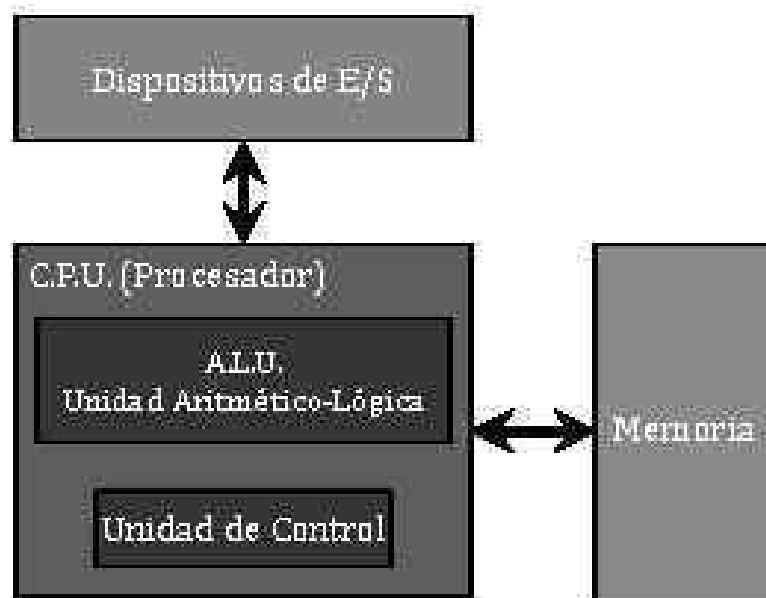 Dispositivos de E/S
C.P.U. (Procesador)
A.L.U.
Unidad Aritmético-Lógica
Memoria
Unidad de Control